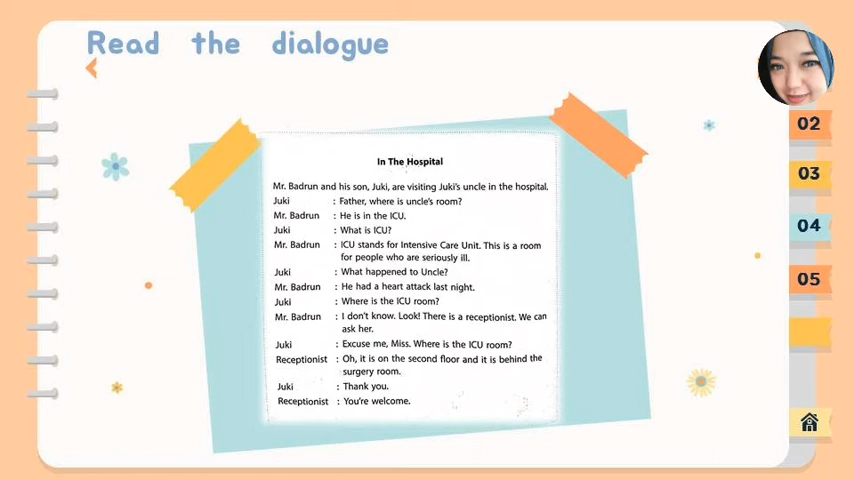 Read the dialogue
02
03
04
05
In The Hospital
Mr. Badrun and his son, Juki, are visiting Juki's uncle in the hospital.
Juki : Father, where is uncle's room?
Mr. Badrun : He is in the ICU.
Juki : What is ICU?
Mr. Badrun : ICU stands for Intensive Care Unit. This is a room
for people who are seriously ill.
Juki : What happened to Uncle?
Mr. Badrun : He had a heart attack last night.
Juki : Where is the ICU room?
Mr. Badrun : I don't know. Look! There is a receptionist. We can
ask her.
Juki : Excuse me, Miss. Where is the ICU room?
Receptionist : Oh, it is on the second floor and it is behind the
surgery room.
Juki : Thank you.
Receptionist : You're welcome.